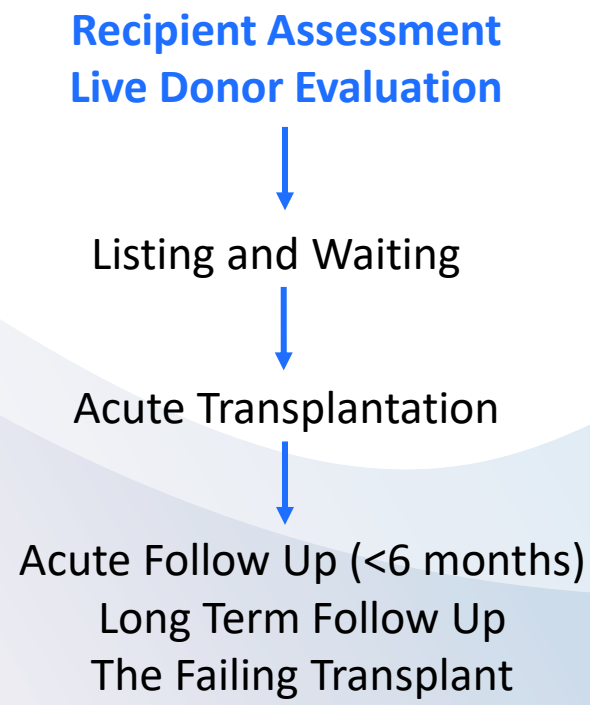 Recipient Assessment
Live Donor Evaluation
Listing and Waiting
Acute Transplantation
Acute Follow Up (<6 months)
Long Term Follow Up
The Failing Transplant